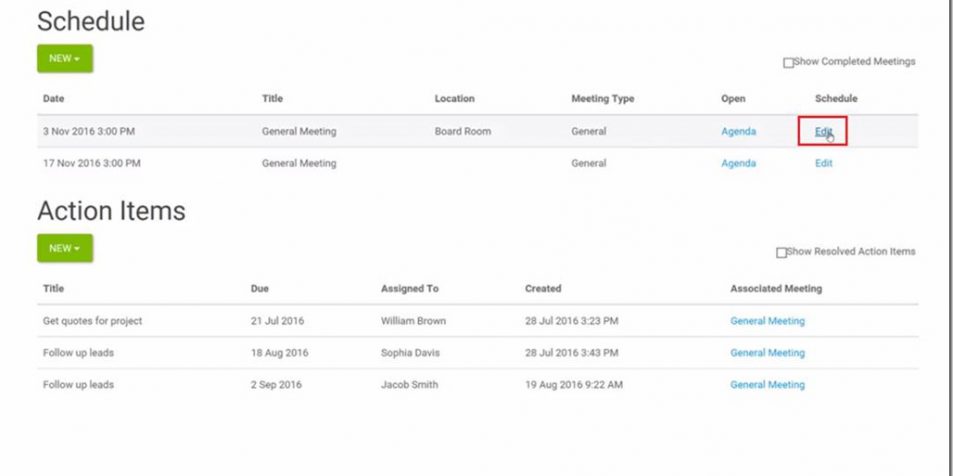 Schedule
NEW
Show Completed Meetings
Date Title Location Meeting Type Open Schedule
3 Nov 2016 3:00 PM General Meeting Board Room General Agenda Edit
17 Nov 2016 3:00 PM General Meeting General Agenda Edit
Action Items
NEW
Show Resolved Action Items
Title Due Assigned To Created Associated Meeting
Get quotes for project 21 Jul 2016 William Brown 28 Jul 2016 3:23 PM General Meeting
Follow up leads 18 Aug 2016 Sophia Davis 28 Jul 2016 3:43 PM General Meeting
Follow up leads 2 Sep 2016 Jacob Smith 19 Aug 2016 9:22 AM General Meeting